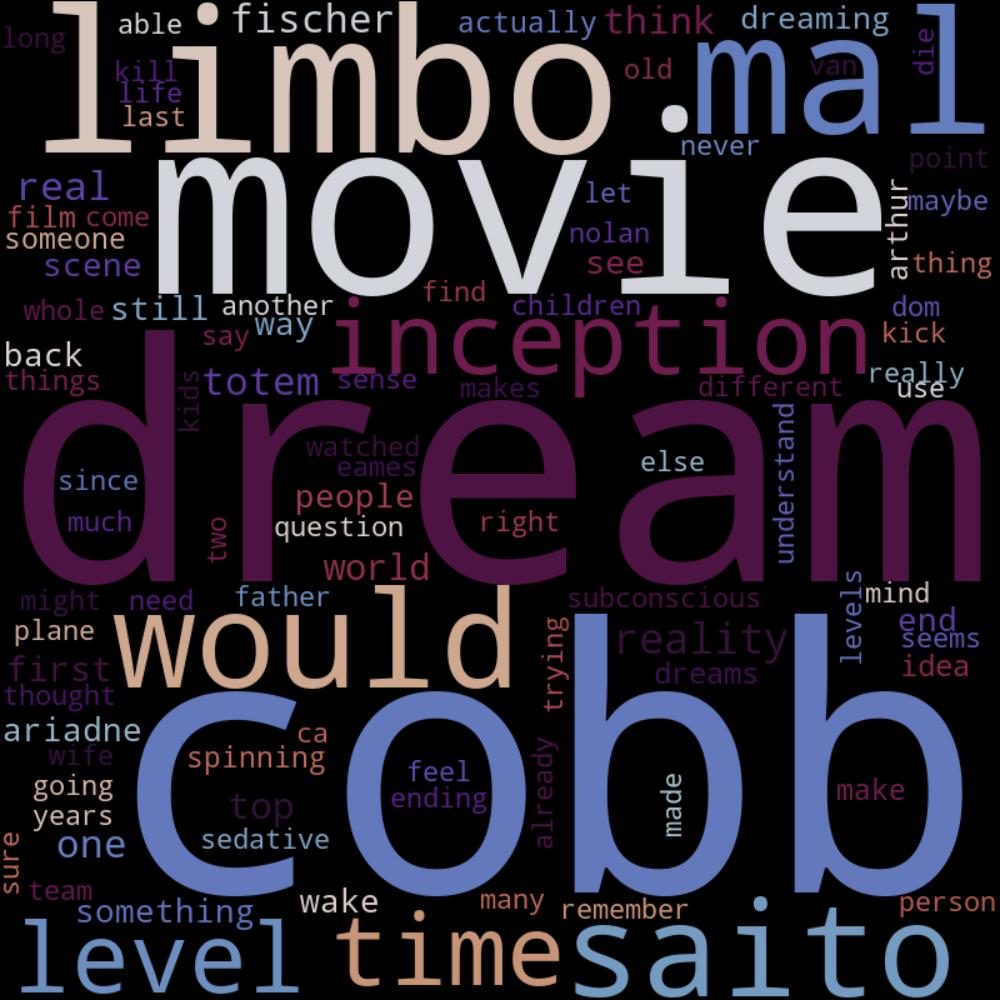 limbo
able
fischer
actually
think
dreaming
long
kill
life
last
old
mal
van
die
never
movie
point
real
let
arthur
maybe
film
come
someone
nolan
scene
see
thing
whole
still
another
find
children
dom
say
way
inception
kick
back
things
kids
totem
sense
makes
different
really
use
dream
watched
eames
else
understand
since
people
much
two
question
right
world
might
need
father
subconscious
levels
mind
plane
would
trying
reality
end
seems
first
dreams
idea
thought
cobb
ariadne
ca
wife
spinning
going
feel
ending
already
made
make
years
top
sedative
one
sure
team
something
wake
many
remember
person
level
time
saito